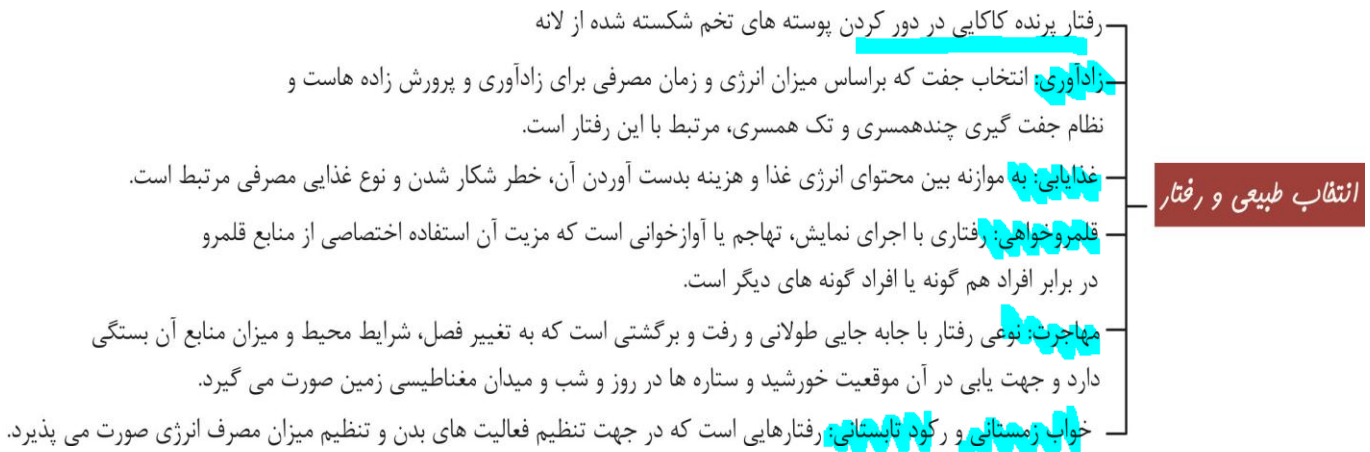 انتخاب طبیعی و رفتار
رفتار پرنده کاکایی در دور کردن پوسته های تخم شکسته شده از لانه
زادآوری: انتخاب جفت که براساس میزان انرژی و زمان مصرفی برای زادآوری و پرورش زاده هاست و
نظام جفت گیری چندهمسری و تک همسری، مرتبط با این رفتار است.
غذایابی: به موازنه بین محتوای انرژی غذا و هزینه بدست آوردن آن، خطر شکار شدن و نوع غذایی مصرفی مرتبط است.
قلمروخواهی: رفتاری با اجرای نمایش، تهاجم یا آوازخوانی است که مزیت آن استفاده اختصاصی از منابع قلمرو
در برابر افراد هم گونه یا افراد گونه های دیگر است.
مهاجرت: نوعی رفتار با جابه جایی طولانی و رفت و برگشتی است که به تغییر فصل، شرایط محیط و میزان منابع آن بستگی
دارد و جهت یابی در آن موقعیت خورشید و ستاره ها در روز و شب و میدان مغناطیسی زمین صورت می گیرد.
خواب زمستانی و رکود تابستانی: رفتارهایی است که در جهت تنظیم فعالیت های بدن و تنظیم میزان مصرف انرژی صورت می پذیرد.